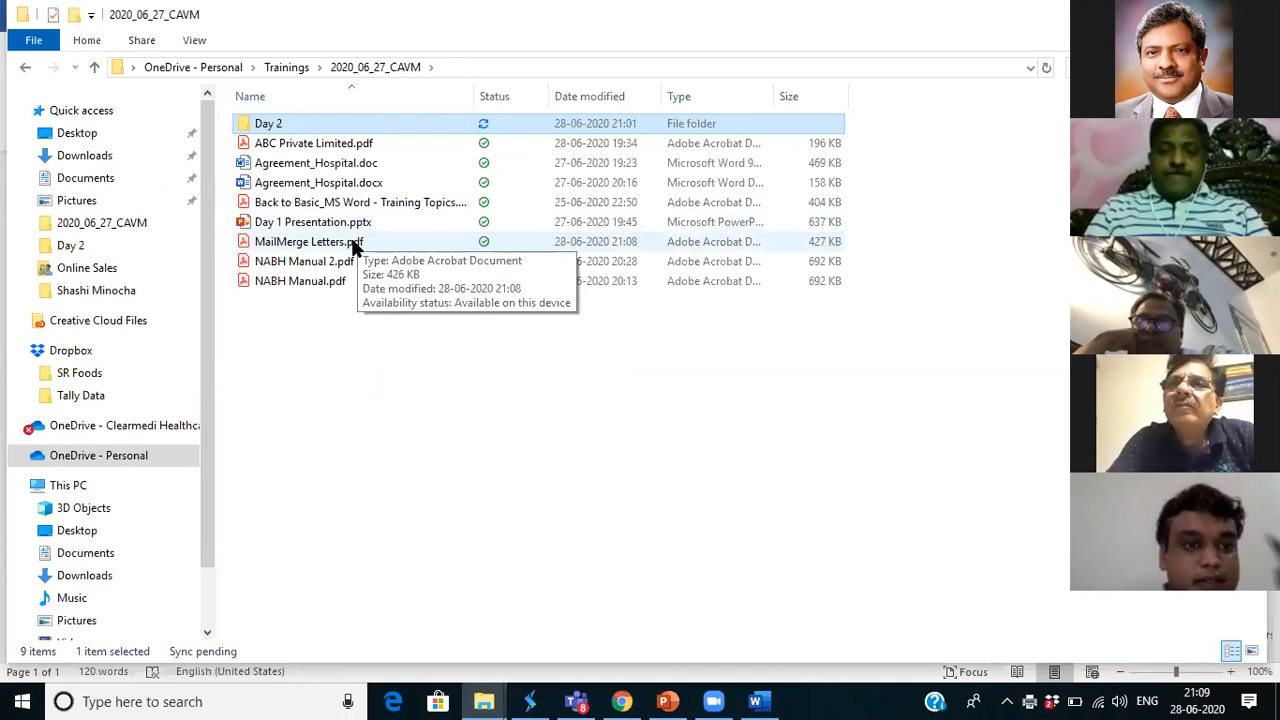 2020_06_27_CAVM
File Home Share View
OneDrive - Personal Trainings 2020_06_27_CAVM
Name Status Date modified Type Size
Quick access
Desktop
Downloads
Documents
Pictures
2020_06_27_CAVM
Day 2
Online Sales
Shashi Minocha
Creative Cloud Files
Dropbox
SR Foods
Tally Data
OneDrive - Clearmedi Healthca
OneDrive - Personal
This PC
3D Objects
Desktop
Documents
Downloads
Music
Pictures
Day 2 28-06-2020 21:01 File folder
ABC Private Limited.pdf 28-06-2020 19:34 Adobe Acrobat D... 196 KB
Agreement_Hospital.doc 27-06-2020 19:23 Microsoft Word 9... 469 KB
Agreement_Hospital.docx 27-06-2020 20:16 Microsoft Word D... 158 KB
Back to Basic_MS Word - Training Topics.... 25-06-2020 22:50 Adobe Acrobat D... 404 KB
Day 1 Presentation.pptx 27-06-2020 19:45 Microsoft PowerP... 637 KB
MailMerge Letters.pdf 28-06-2020 21:08 Adobe Acrobat D... 427 KB
NABH Manual 2.pdf 28-06-2020 20:28 Adobe Acrobat D... 692 KB
NABH Manual.pdf 28-06-2020 20:13 Adobe Acrobat D... 692 KB
Type: Adobe Acrobat Document
Size: 426 KB
Date modified: 28-06-2020 21:08
Availability status: Available on this device
9 items 1 item selected Sync pending
Page 1 of 1 120 words English (United States) Focus 100%
Type here to search
ENG 21:09
28-06-2020